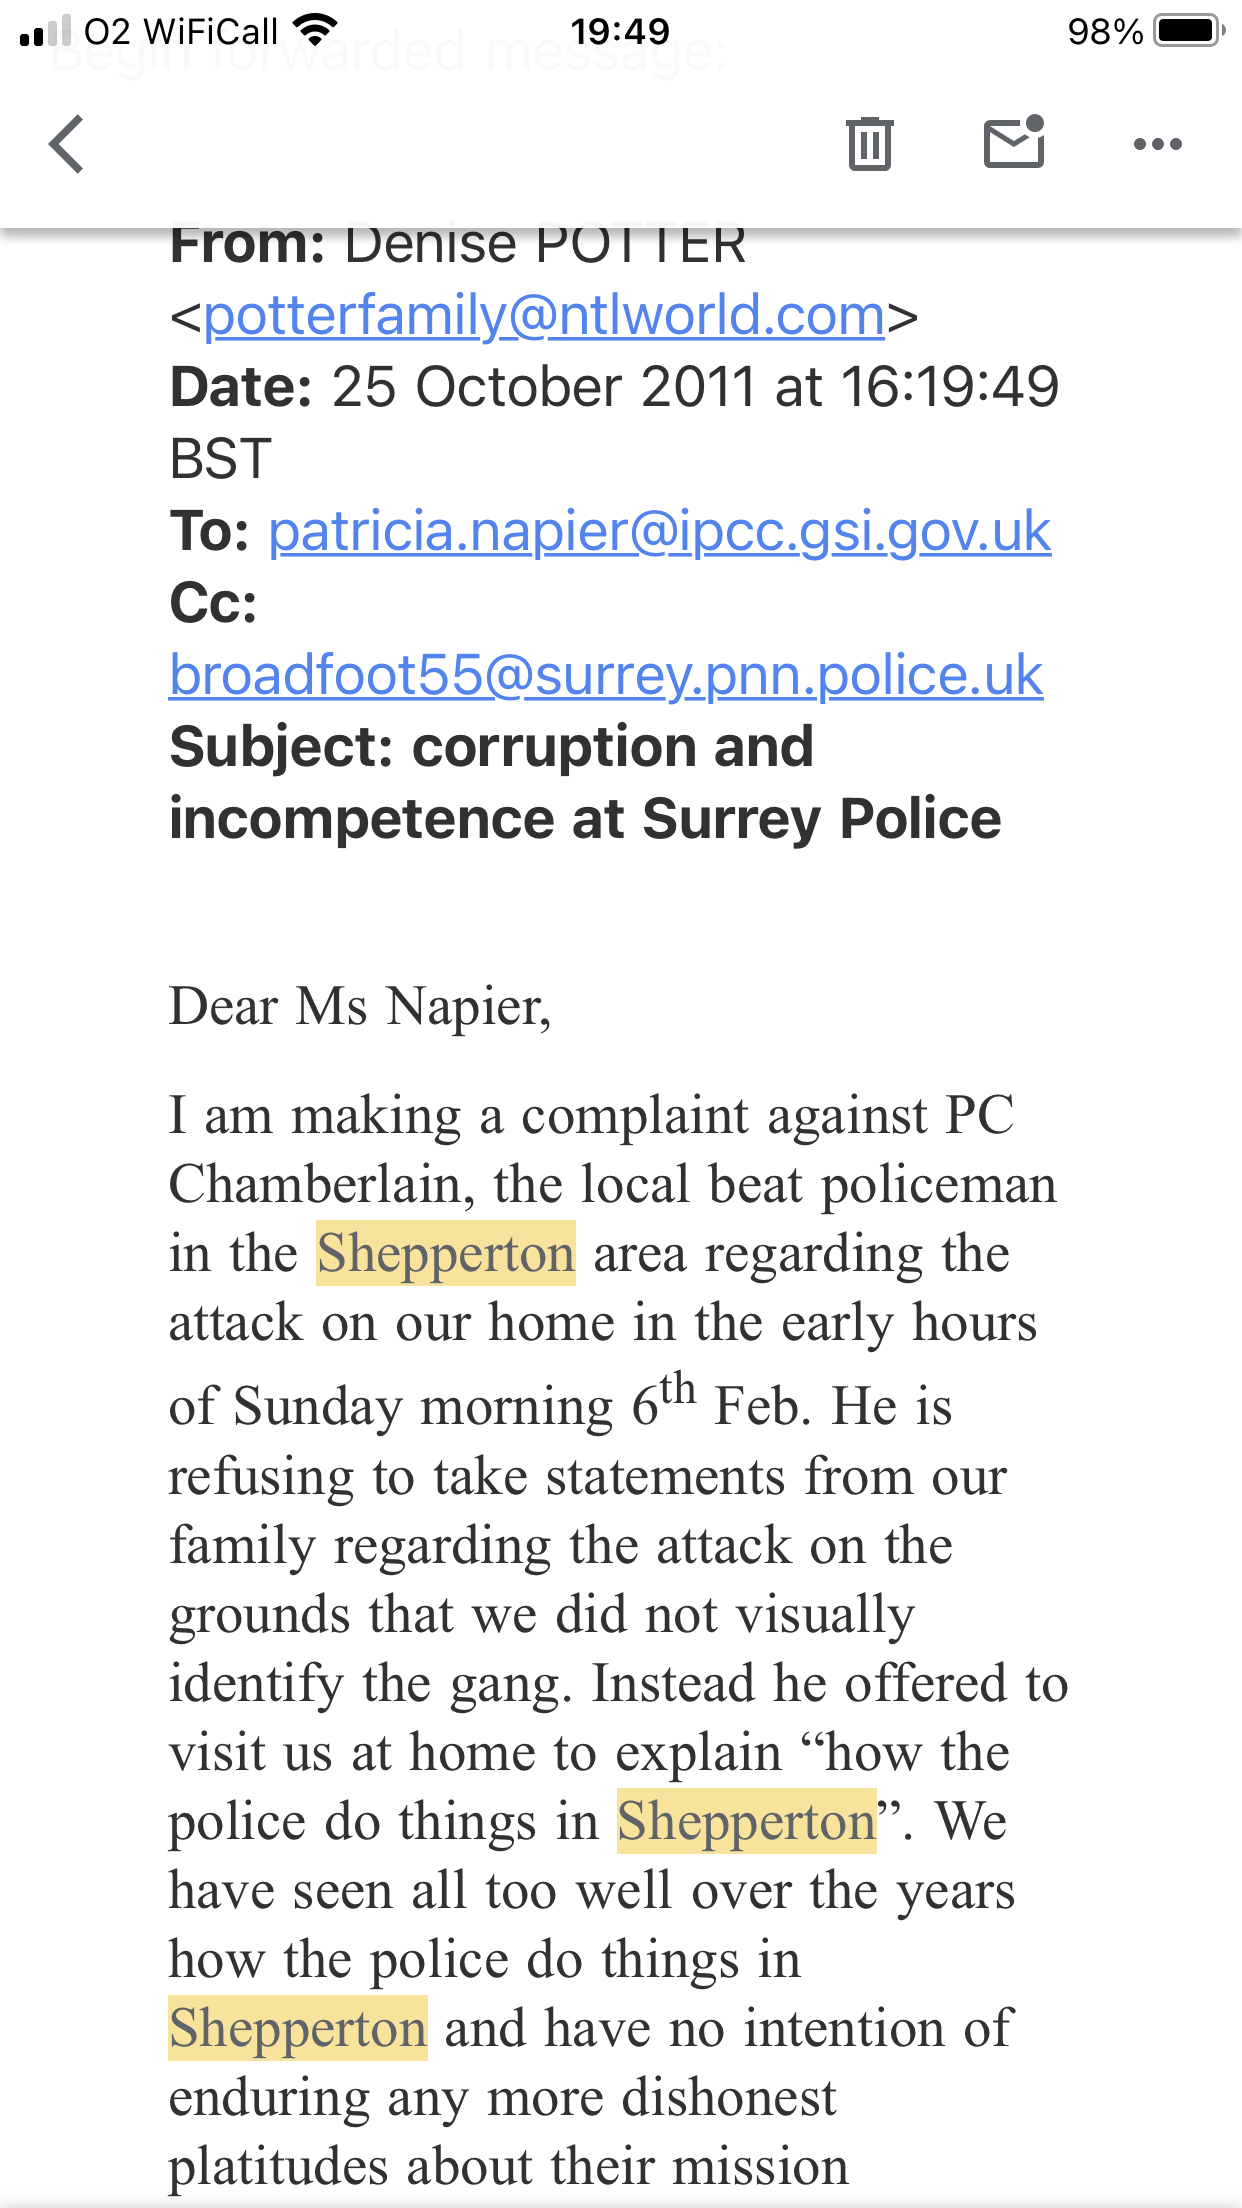 O2 WiFiCall 19:49 98%
Begin forwarded message:
From: Denise POTTER
<potterfamily@ntlworld.com>
Date: 25 October 2011 at 16:19:49
BST
To: patricia.napier@ipcc.gsi.gov.uk
Cc:
broadfoot55@surrey.pnn.police.uk
Subject: corruption and
incompetence at Surrey Police
Dear Ms Napier,
I am making a complaint against PC
Chamberlain, the local beat policeman
in the Shepperton area regarding the
attack on our home in the early hours
of Sunday morning 6th Feb. He is
refusing to take statements from our
family regarding the attack on the
grounds that we did not visually
identify the gang. Instead he offered to
visit us at home to explain “how the
police do things in Shepperton”. We
have seen all too well over the years
how the police do things in
Shepperton and have no intention of
enduring any more dishonest
platitudes about their mission